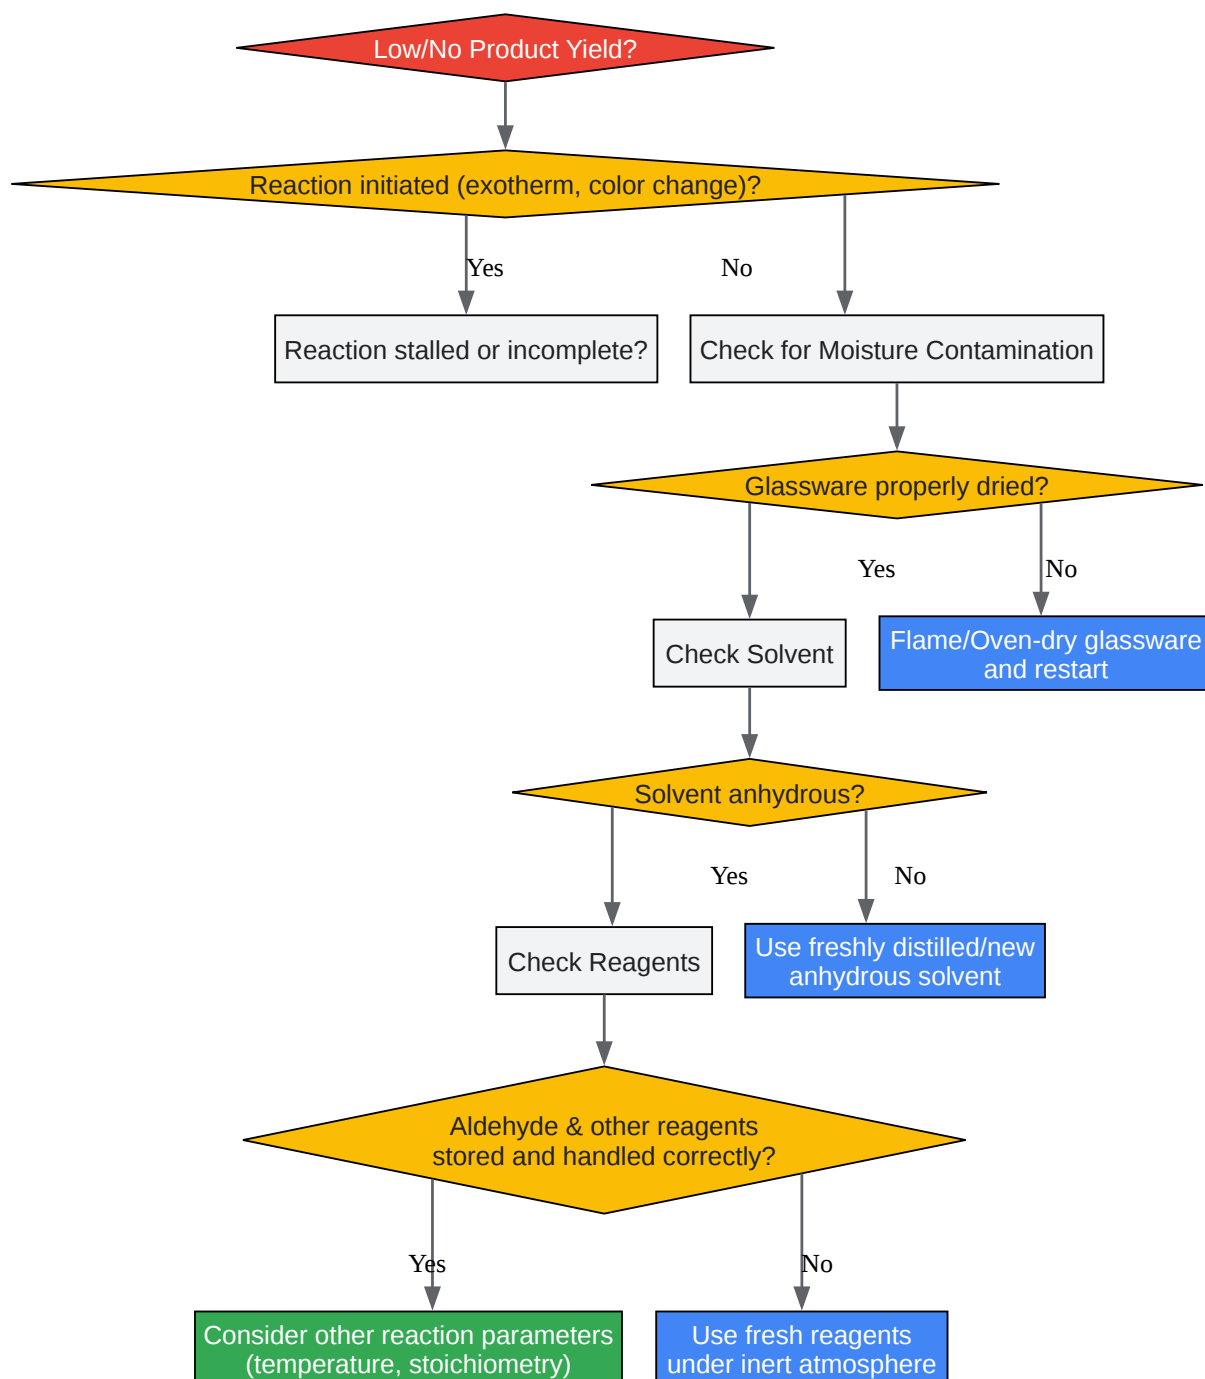 Low/No Product Yield?
Reaction initiated (exotherm, color change)?
Yes
No
Reaction stalled or incomplete?
Check for Moisture Contamination
Glassware properly dried?
Yes
No
Check Solvent
Flame/Oven-dry glassware
and restart
Solvent anhydrous?
Yes
No
Check Reagents
Use freshly distilled/new
anhydrous solvent
Aldehyde & other reagents
stored and handled correctly?
Yes
No
Consider other reaction parameters
(temperature, stoichiometry)
Use fresh reagents
under inert atmosphere